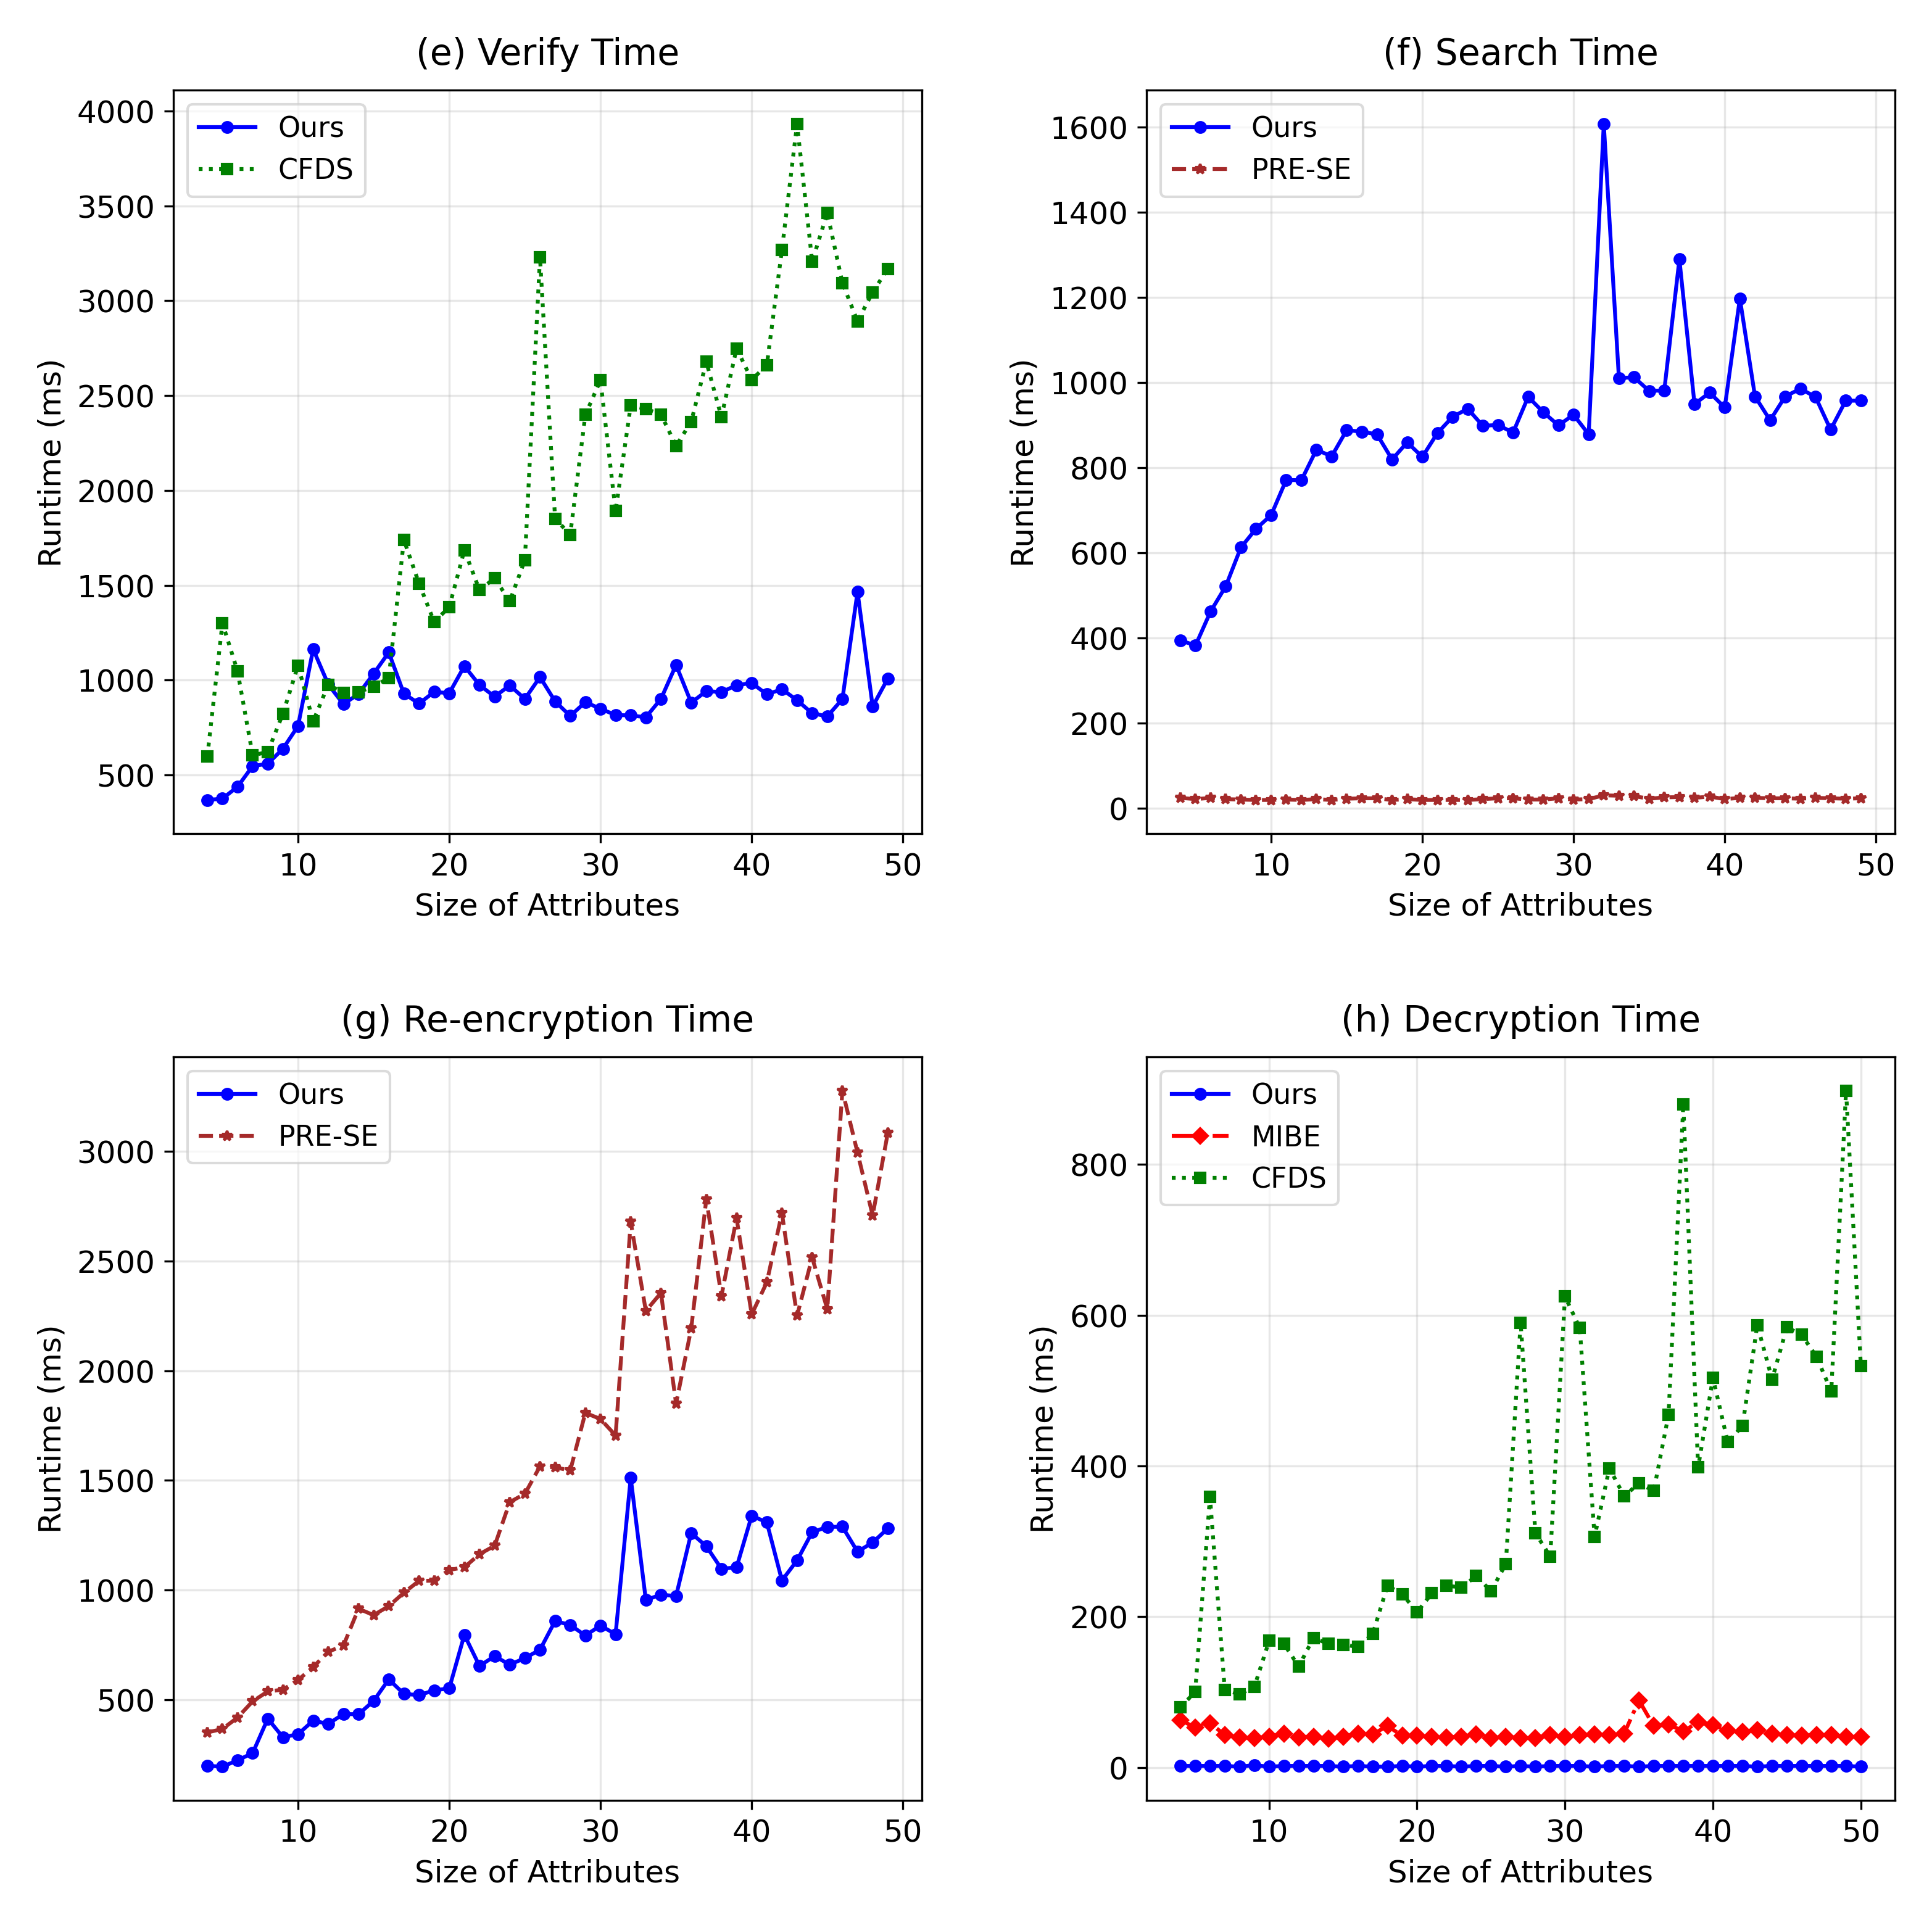 (e) Verify Time
Ours
CFDS
4000
3500
3000
2500
2000
1500
1000
500
Runtime (ms)
10 20 30 40 50
Size of Attributes
(f) Search Time
Ours
PRE-SE
1600
1400
1200
1000
800
600
400
200
0
Runtime (ms)
10 20 30 40 50
Size of Attributes
(g) Re-encryption Time
Ours
PRE-SE
3000
2500
2000
1500
1000
500
Runtime (ms)
10 20 30 40 50
Size of Attributes
(h) Decryption Time
Ours
MIBE
CFDS
800
600
400
200
0
Runtime (ms)
10 20 30 40 50
Size of Attributes